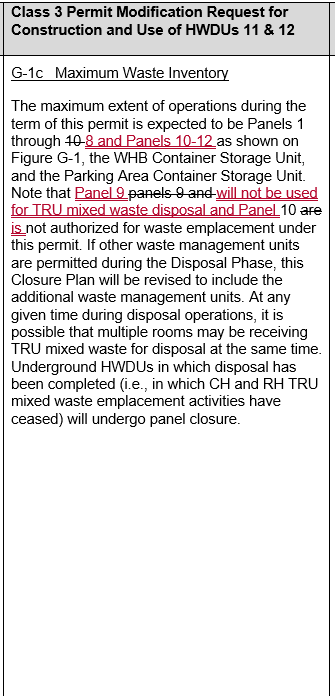 Class 3 Permit Modification Request for
Construction and Use of HWDUs 11 & 12
G-1c Maximum Waste Inventory
The maximum extent of operations during the
term of this permit is expected to be Panels 1
through 10 8 and Panels 10-12 as shown on
Figure G-1, the WHB Container Storage Unit,
and the Parking Area Container Storage Unit.
Note that Panel 9 panels 9 and will not be used
for TRU mixed waste disposal and Panel 10 are
is not authorized for waste emplacement under
this permit. If other waste management units
are permitted during the Disposal Phase, this
Closure Plan will be revised to include the
additional waste management units. At any
given time during disposal operations, it is
possible that multiple rooms may be receiving
TRU mixed waste for disposal at the same time.
Underground HWDUs in which disposal has
been completed (i.e., in which CH and RH TRU
mixed waste emplacement activities have
ceased) will undergo panel closure.